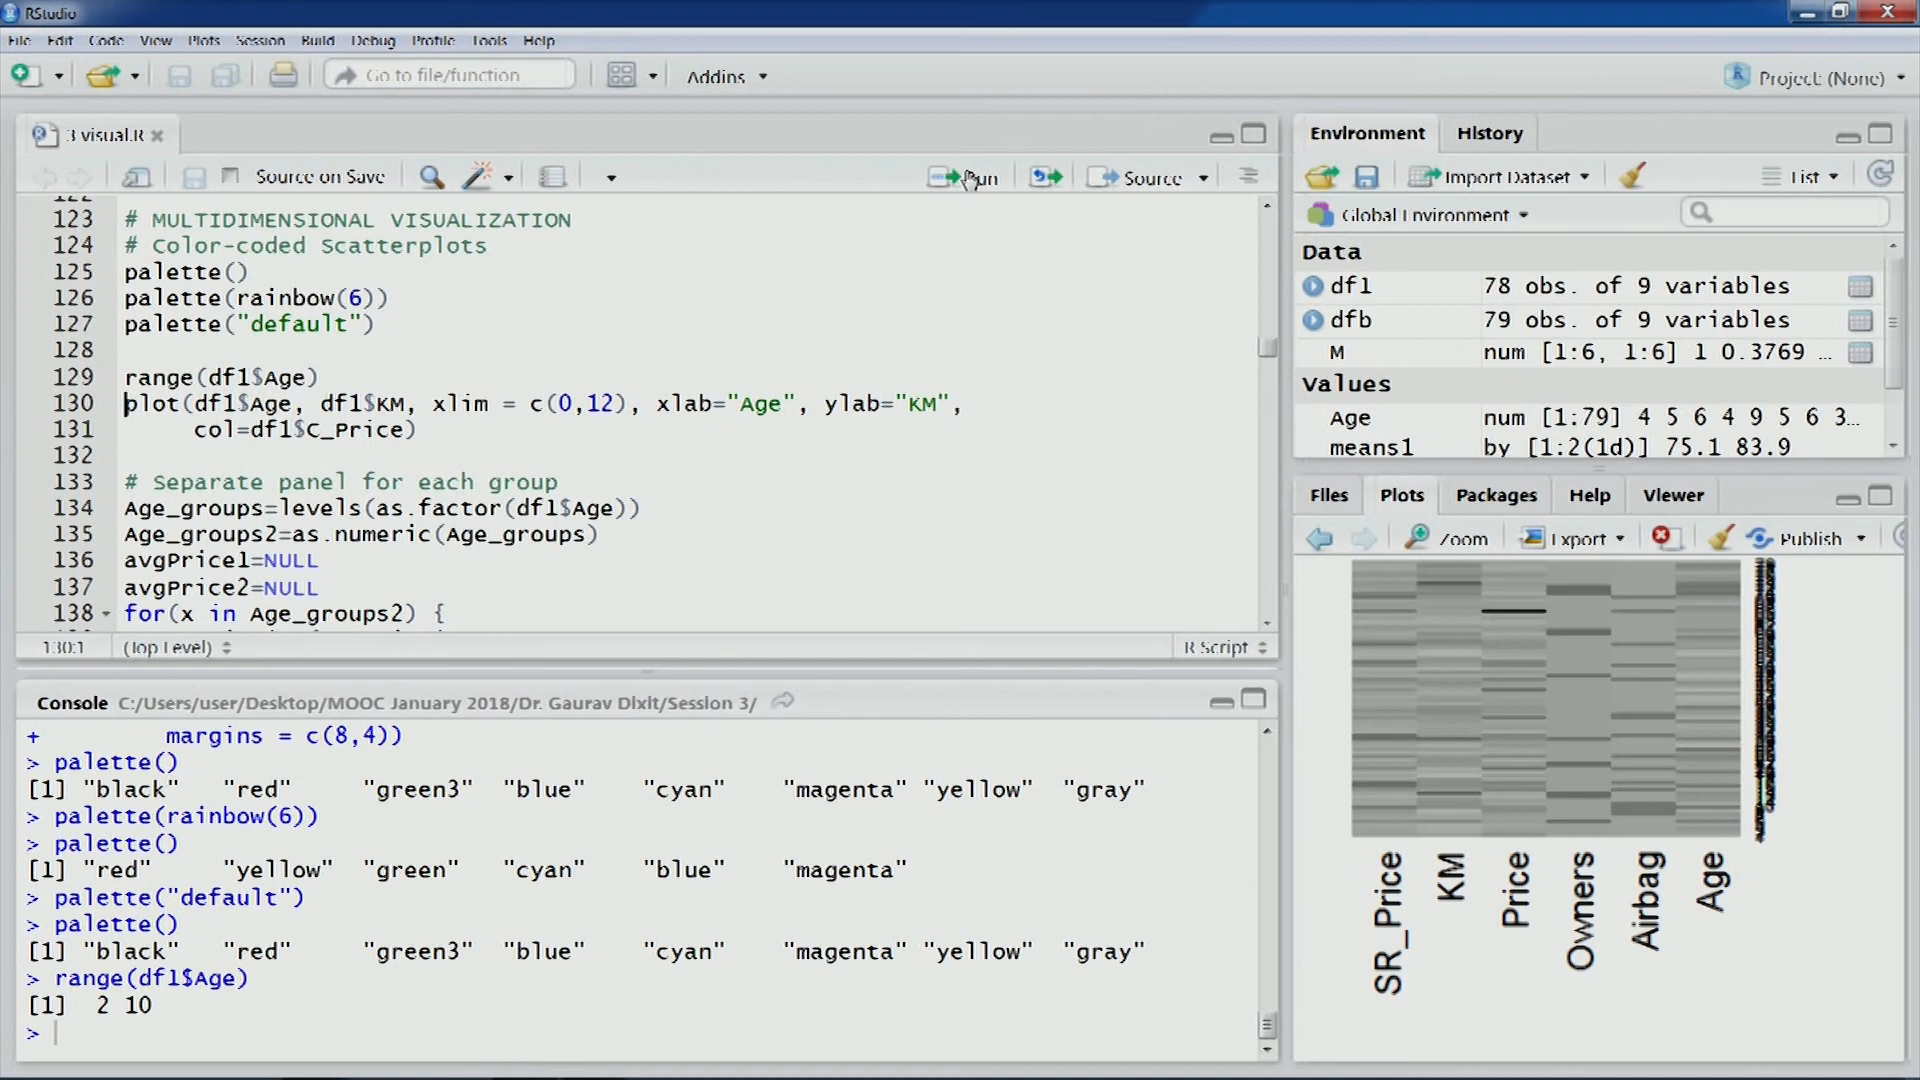 RStudio
File Edit Code View Plots Session Build Debug Profile Tools Help
Go to file/function
Addins
Project: (None)
3 visual.R
Source on Save
Run
Source
123 # MULTIDIMENSIONAL VISUALIZATION
124 # Color-coded Scatterplots
125 palette()
126 palette(rainbow(6))
127 palette("default")
128
129 range(df1$Age)
130 plot(df1$Age, df1$KM, xlim = c(0,12), xlab="Age", ylab="KM",
131 col=df1$C_Price)
132
133 # Separate panel for each group
134 Age_groups=levels(as.factor(df1$Age))
135 Age_groups2=as.numeric(Age_groups)
136 avgPrice1=NULL
137 avgPrice2=NULL
138 for(x in Age_groups2) {
130:1 (Top Level) R Script
Console C:/Users/user/Desktop/MOOC January 2018/Dr. Gaurav Dixit/Session 3/
+ margins = c(8,4))
> palette()
[1] "black" "red" "green3" "blue" "cyan" "magenta" "yellow" "gray"
> palette(rainbow(6))
> palette()
[1] "red" "yellow" "green" "cyan" "blue" "magenta"
> palette("default")
> palette()
[1] "black" "red" "green3" "blue" "cyan" "magenta" "yellow" "gray"
> range(df1$Age)
[1] 2 10
>
Environment History
Import Dataset List
Global Environment
Data
df1 78 obs. of 9 variables
dfb 79 obs. of 9 variables
M num [1:6, 1:6] 1 0.3769 ...
Values
Age num [1:79] 4 5 6 4 9 5 6 3...
means1 by [1:2(1d)] 75.1 83.9
Files Plots Packages Help Viewer
Zoom Export Publish
SR_Price
KM
Price
Owners
Airbag
Age